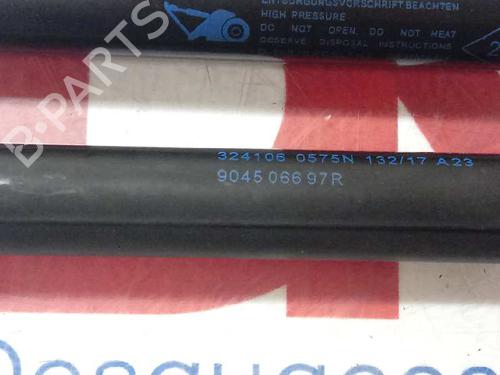 ENTSORGUNGSVORSCHRIFT BEACHTEN
HIGH PRESSURE
DO NOT OPEN. DO NOT HEAT
OBSERVE DISPOSAL INSTRUCTIONS
324106 0575N 132/17 A23
9045 066 97R
B-PARTS